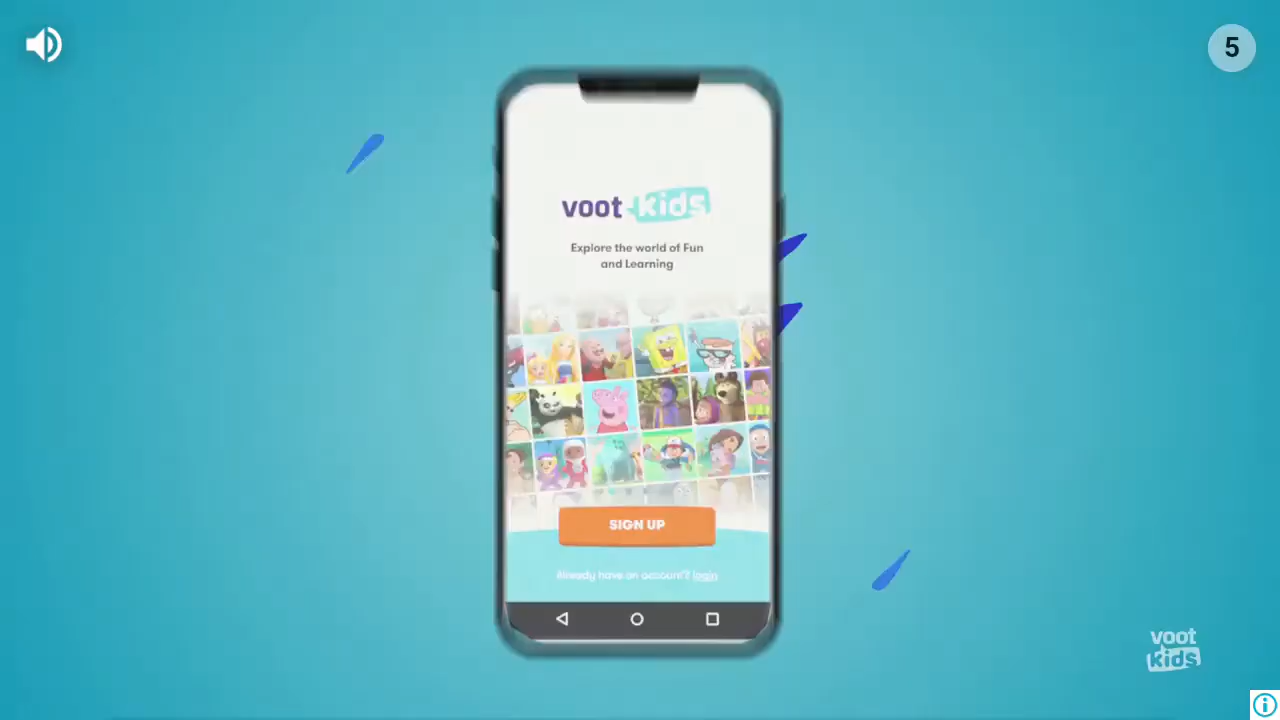 5
voot kids
Explore the world of Fun
and Learning
SIGN UP
Already have an account? login
voot
kids